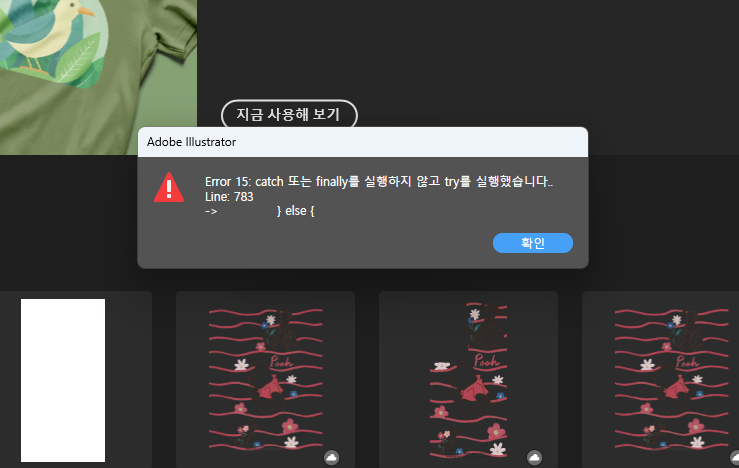 지금 사용해 보기
Adobe Illustrator
Error 15: catch 또는 finally를 실행하지 않고 try를 실행했습니다..
Line: 783
-> } else {
확인
Pooh
Pooh
Pooh